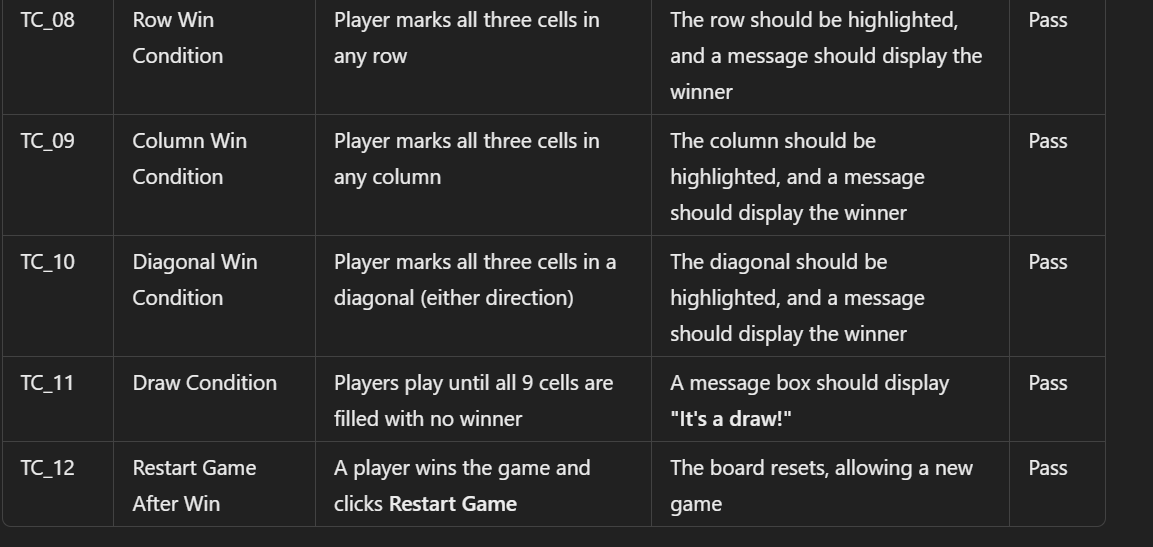 TC_08 Row Win Player marks all three cells in The row should be highlighted, Pass
Condition any row and a message should display the
winner
TC_09 Column Win Player marks all three cells in The column should be Pass
Condition any column highlighted, and a message
should display the winner
TC_10 Diagonal Win Player marks all three cells in a The diagonal should be Pass
Condition diagonal (either direction) highlighted, and a message
should display the winner
TC_11 Draw Condition Players play until all 9 cells are A message box should display Pass
filled with no winner "It's a draw!"
TC_12 Restart Game A player wins the game and The board resets, allowing a new Pass
After Win clicks Restart Game game